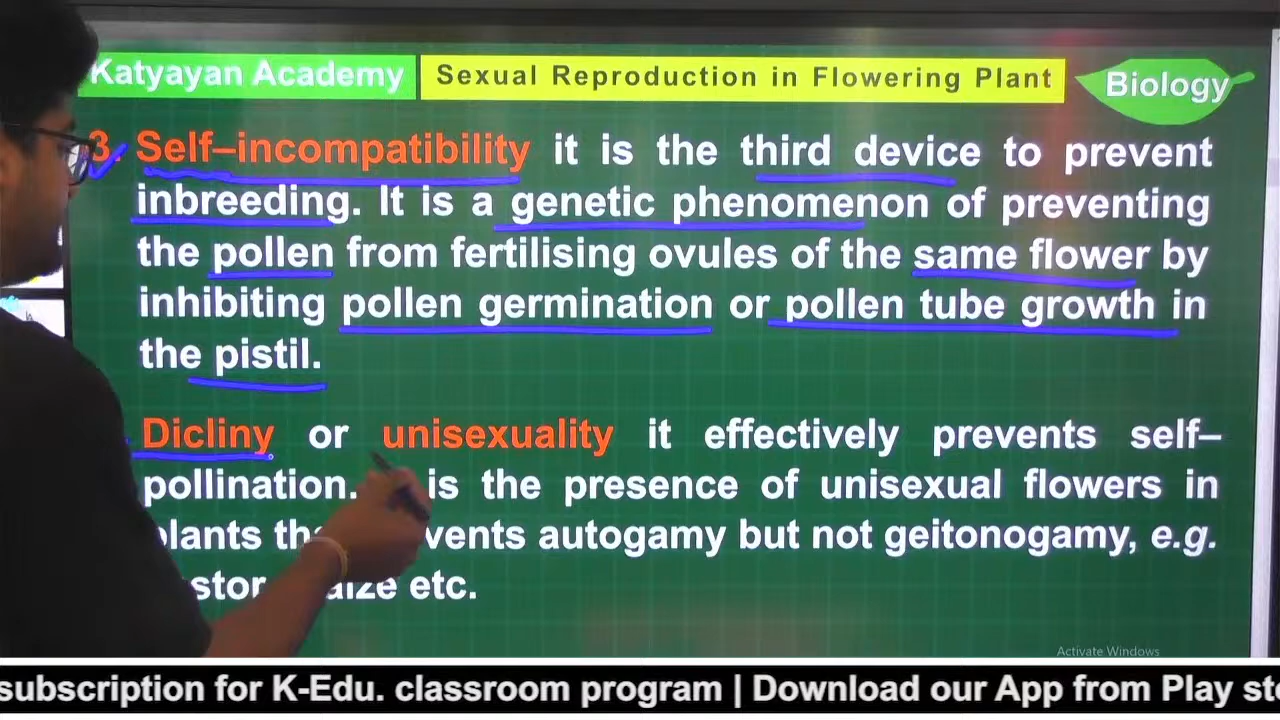 Katyayan Academy
Sexual Reproduction in Flowering Plant
Biology
3. Self–incompatibility it is the third device to prevent
inbreeding. It is a genetic phenomenon of preventing
the pollen from fertilising ovules of the same flower by
inhibiting pollen germination or pollen tube growth in
the pistil.
Dicliny or unisexuality it effectively prevents self–
pollination. is the presence of unisexual flowers in
plants autogamy but not geitonogamy, e.g.
etc.
Activate Windows
subscription for K-Edu. classroom program | Download our App from Play